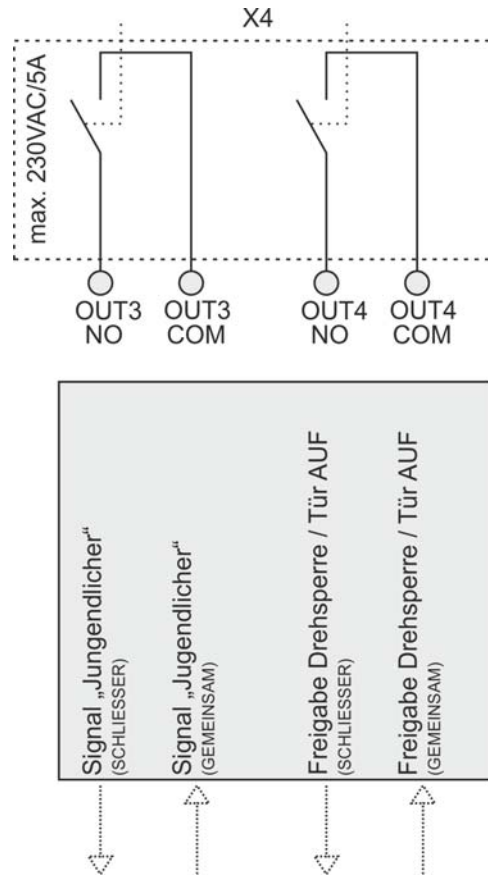 X4
max. 230VAC/5A
OUT3
NO
OUT3
COM
OUT4
NO
OUT4
COM
Signal „Jungendlicher“
(SCHLIESSER)
Signal „Jugendlicher“
(GEMEINSAM)
Freigabe Drehsperre / Tür AUF
(SCHLIESSER)
Freigabe Drehsperre / Tür AUF
(GEMEINSAM)